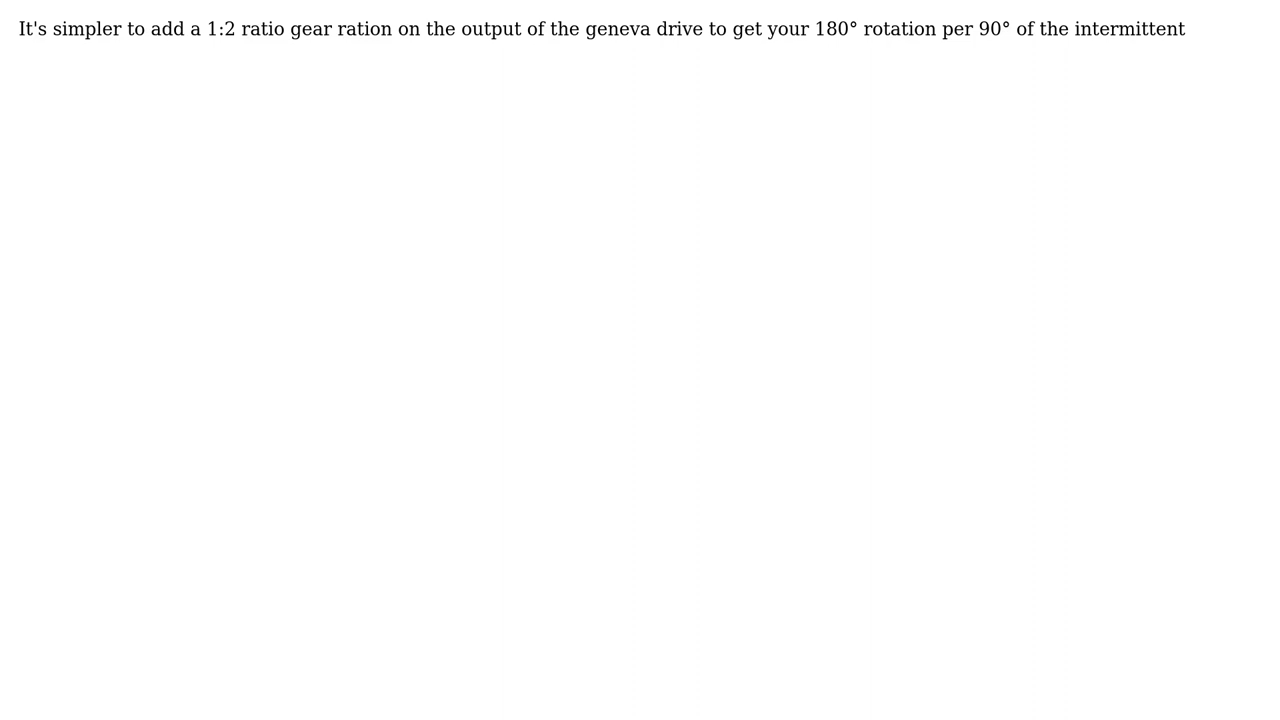 It's simpler to add a 1:2 ratio gear ration on the output of the geneva drive to get your 180° rotation per 90° of the intermittent